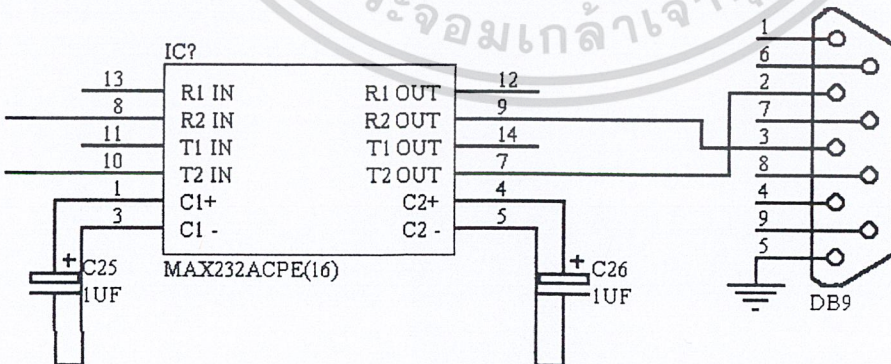 ระจอมเกล้าเจ้า
IC?
13 R1 IN R1 OUT 12
8 R2 IN R2 OUT 9
11 T1 IN T1 OUT 14
10 T2 IN T2 OUT 7
1 C1+ C2+ 4
3 C1 - C2 - 5
MAX232ACPE(16)
+ C25
1UF
+ C26
1UF
1
6
2
7
3
8
4
9
5
DB9